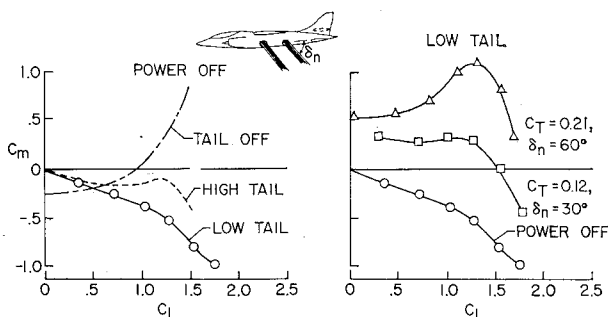 δn
LOW TAIL
POWER OFF
1.0
.5
0
-.5
-1.0
Cm
TAIL OFF
HIGH TAIL
LOW TAIL
0 .5 1.0 1.5 2.0 2.5
Cl
CT = 0.21,
δn = 60°
CT = 0.12,
δn = 30°
POWER OFF
0 .5 1.0 1.5 2.0 2.5
Cl